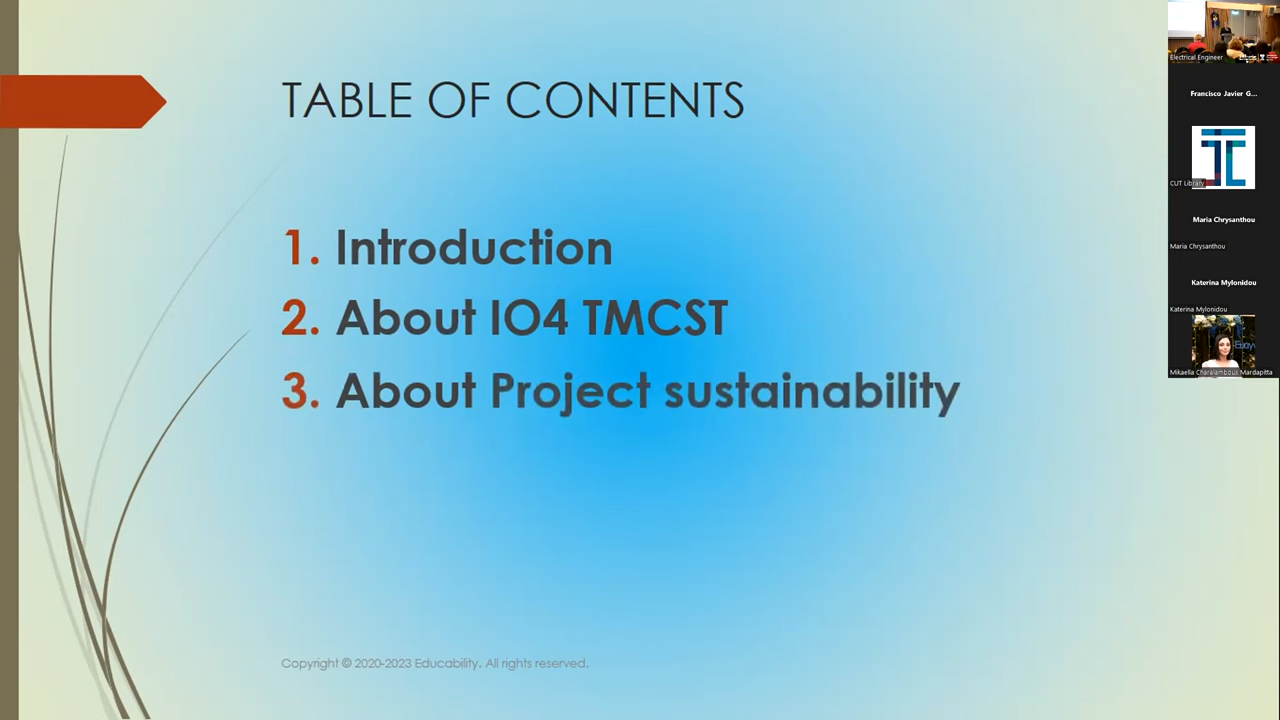 TABLE OF CONTENTS
1. Introduction
2. About IO4 TMCST
3. About Project sustainability
Copyright © 2020-2023 Educability. All rights reserved.
Electrical Engineer
Francisco Javier G...
CUT Library
Maria Chrysanthou
Maria Chrysanthou
Katerina Mylonidou
Katerina Mylonidou
Mikaella Charalambous Mardapitta